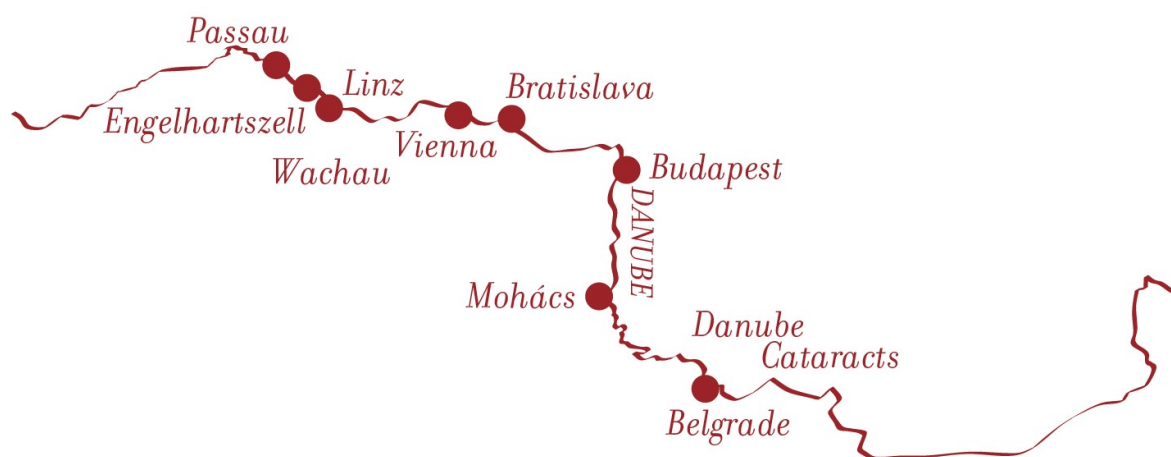 Passau
Linz
Engelhartszell
Wachau
Vienna
Bratislava
Budapest
DANUBE
Mohács
Danube
Cataracts
Belgrade